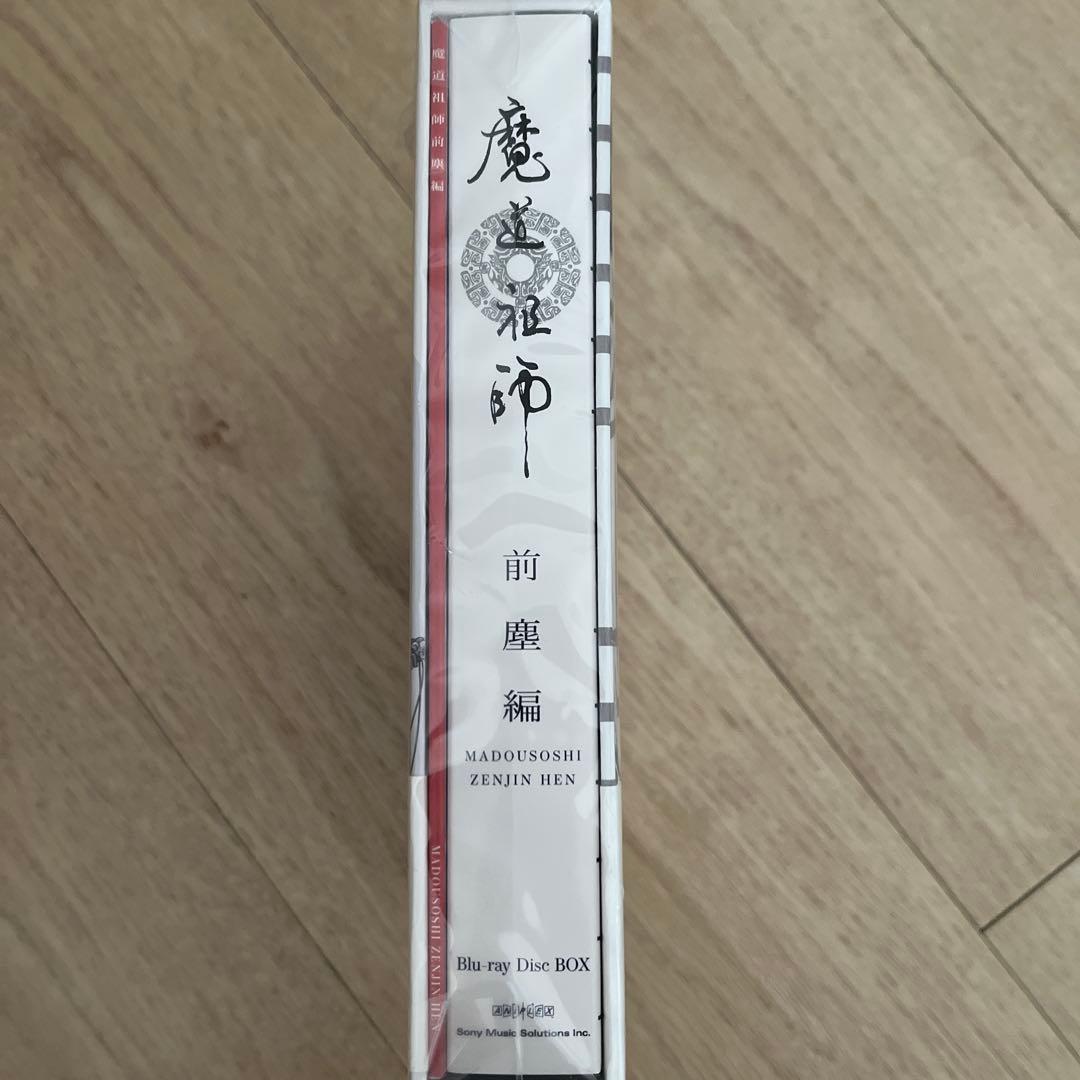 魔道祖師前塵編
MADOUSOSHI ZENJIN HEN
魔道祖師
前塵編
MADOUSOSHI
ZENJIN HEN
Blu-ray Disc BOX
ANIPLEX
Sony Music Solutions Inc.